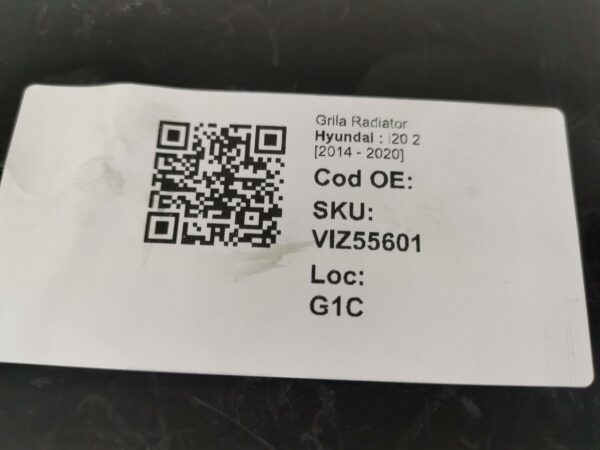 Grila Radiator
Hyundai : i20 2
[2014 - 2020]
Cod OE:
SKU:
VIZ55601
Loc:
G1C